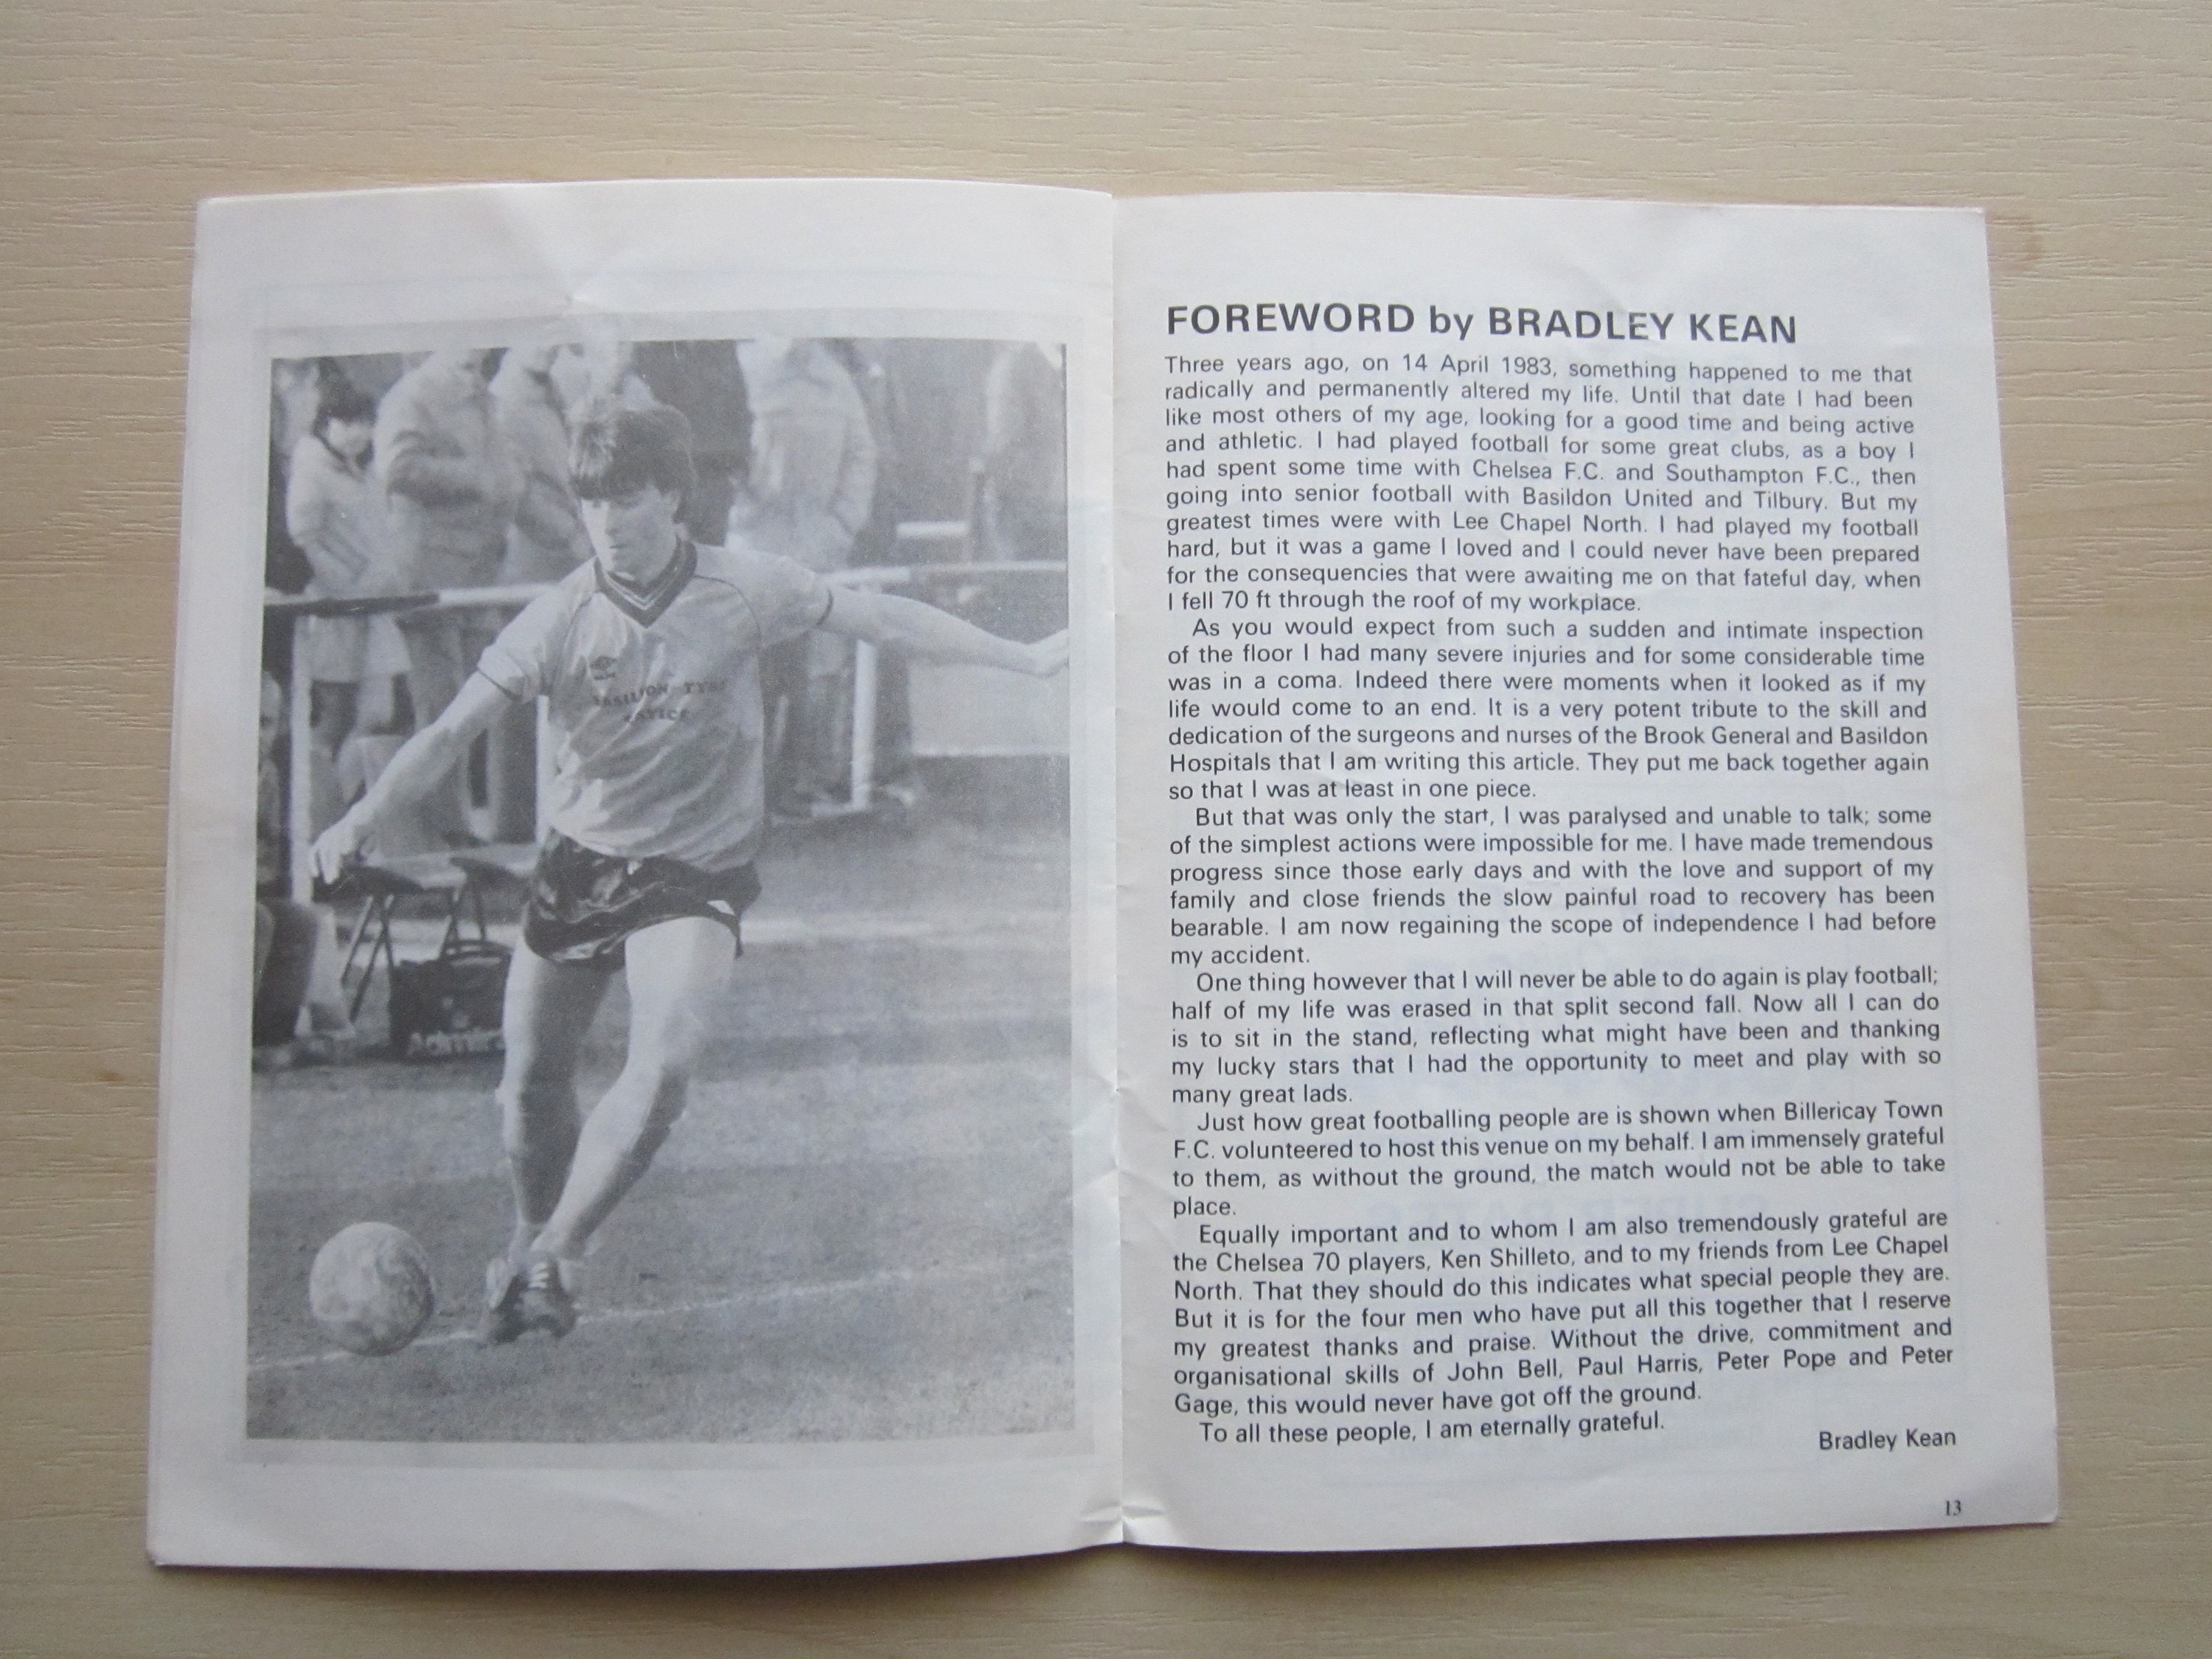 BASILDON TYRE
SERVICE
FOREWORD by BRADLEY KEAN
Three years ago, on 14 April 1983, something happened to me that
radically and permanently altered my life. Until that date I had been
like most others of my age, looking for a good time and being active
and athletic. I had played football for some great clubs, as a boy I
had spent some time with Chelsea F.C. and Southampton F.C., then
going into senior football with Basildon United and Tilbury. But my
greatest times were with Lee Chapel North. I had played my football
hard, but it was a game I loved and I could never have been prepared
for the consequencies that were awaiting me on that fateful day, when
I fell 70 ft through the roof of my workplace.
As you would expect from such a sudden and intimate inspection
of the floor I had many severe injuries and for some considerable time
was in a coma. Indeed there were moments when it looked as if my
life would come to an end. It is a very potent tribute to the skill and
dedication of the surgeons and nurses of the Brook General and Basildon
Hospitals that I am writing this article. They put me back together again
so that I was at least in one piece.
But that was only the start, I was paralysed and unable to talk; some
of the simplest actions were impossible for me. I have made tremendous
progress since those early days and with the love and support of my
family and close friends the slow painful road to recovery has been
bearable. I am now regaining the scope of independence I had before
my accident.
One thing however that I will never be able to do again is play football;
half of my life was erased in that split second fall. Now all I can do
is to sit in the stand, reflecting what might have been and thanking
my lucky stars that I had the opportunity to meet and play with so
many great lads.
Just how great footballing people are is shown when Billericay Town
F.C. volunteered to host this venue on my behalf. I am immensely grateful
to them, as without the ground, the match would not be able to take
place.
Equally important and to whom I am also tremendously grateful are
the Chelsea 70 players, Ken Shilleto, and to my friends from Lee Chapel
North. That they should do this indicates what special people they are.
But it is for the four men who have put all this together that I reserve
my greatest thanks and praise. Without the drive, commitment and
organisational skills of John Bell, Paul Harris, Peter Pope and Peter
Gage, this would never have got off the ground.
To all these people, I am eternally grateful.
Bradley Kean
13